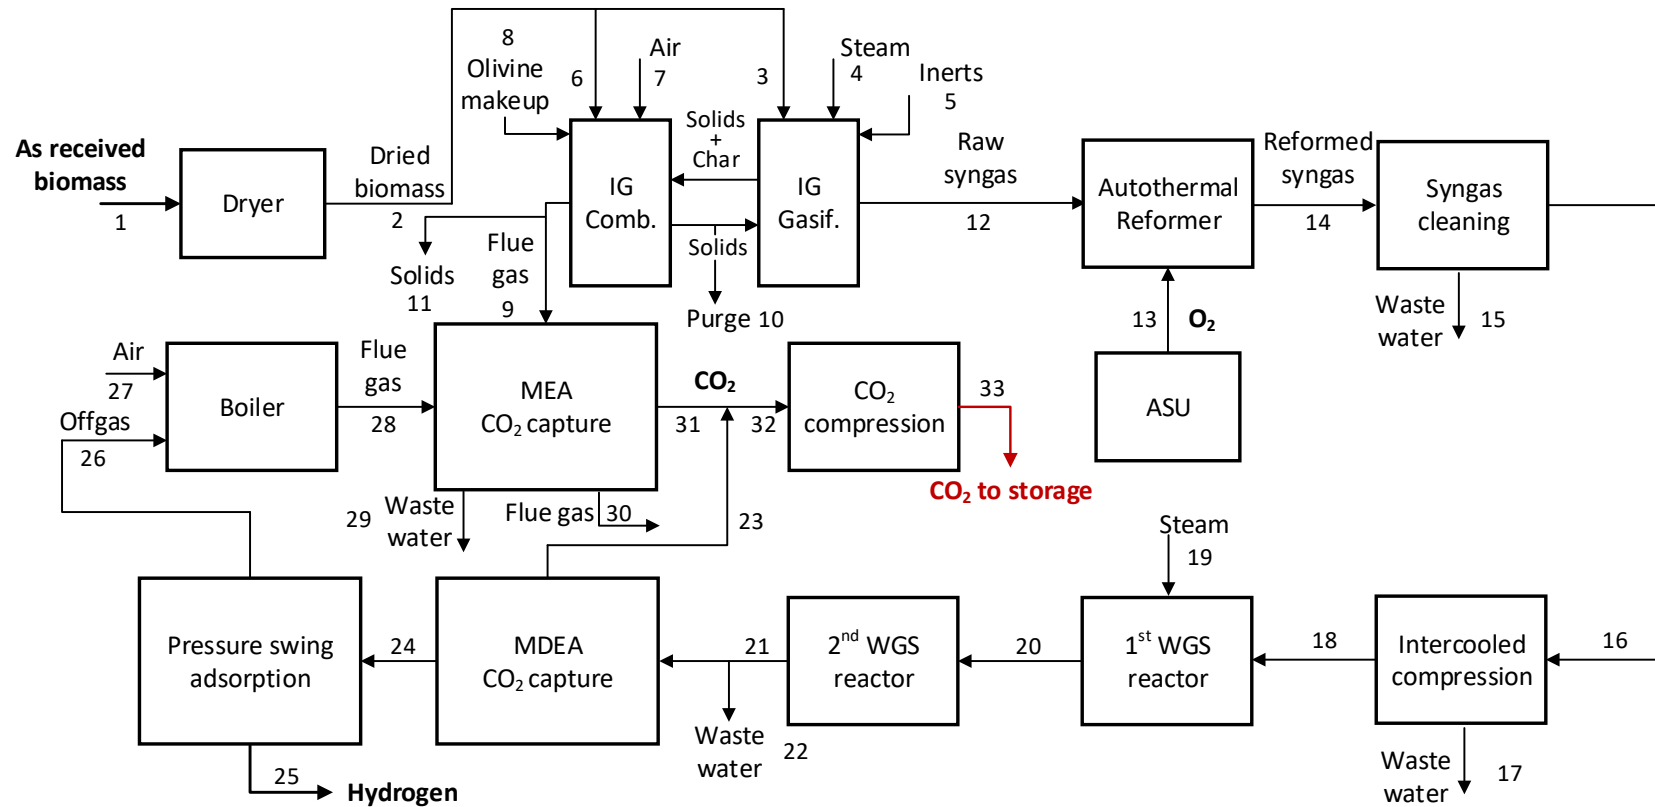 8
Olivine
makeup
6
Air
7
3
Steam
4
Inerts
5
As received
biomass
1
Dryer
Dried
biomass
2
Solids
11
Flue
gas
9
IG
Comb.
Solids
+
Char
Solids
Purge 10
IG
Gasif.
Raw
syngas
12
Autothermal
Reformer
Reformed
syngas
14
Syngas
cleaning
Waste
water
15
13
O₂
ASU
Air
27
Offgas
26
Boiler
Flue
gas
28
MEA
CO₂ capture
CO₂
31
32
CO₂
compression
33
CO₂ to storage
29
Waste
water
Flue gas
30
23
Steam
19
Pressure swing
adsorption
24
MDEA
CO₂ capture
21
2nd WGS
reactor
20
1st WGS
reactor
18
Intercooled
compression
16
Waste
water
22
Waste
water
17
25
Hydrogen